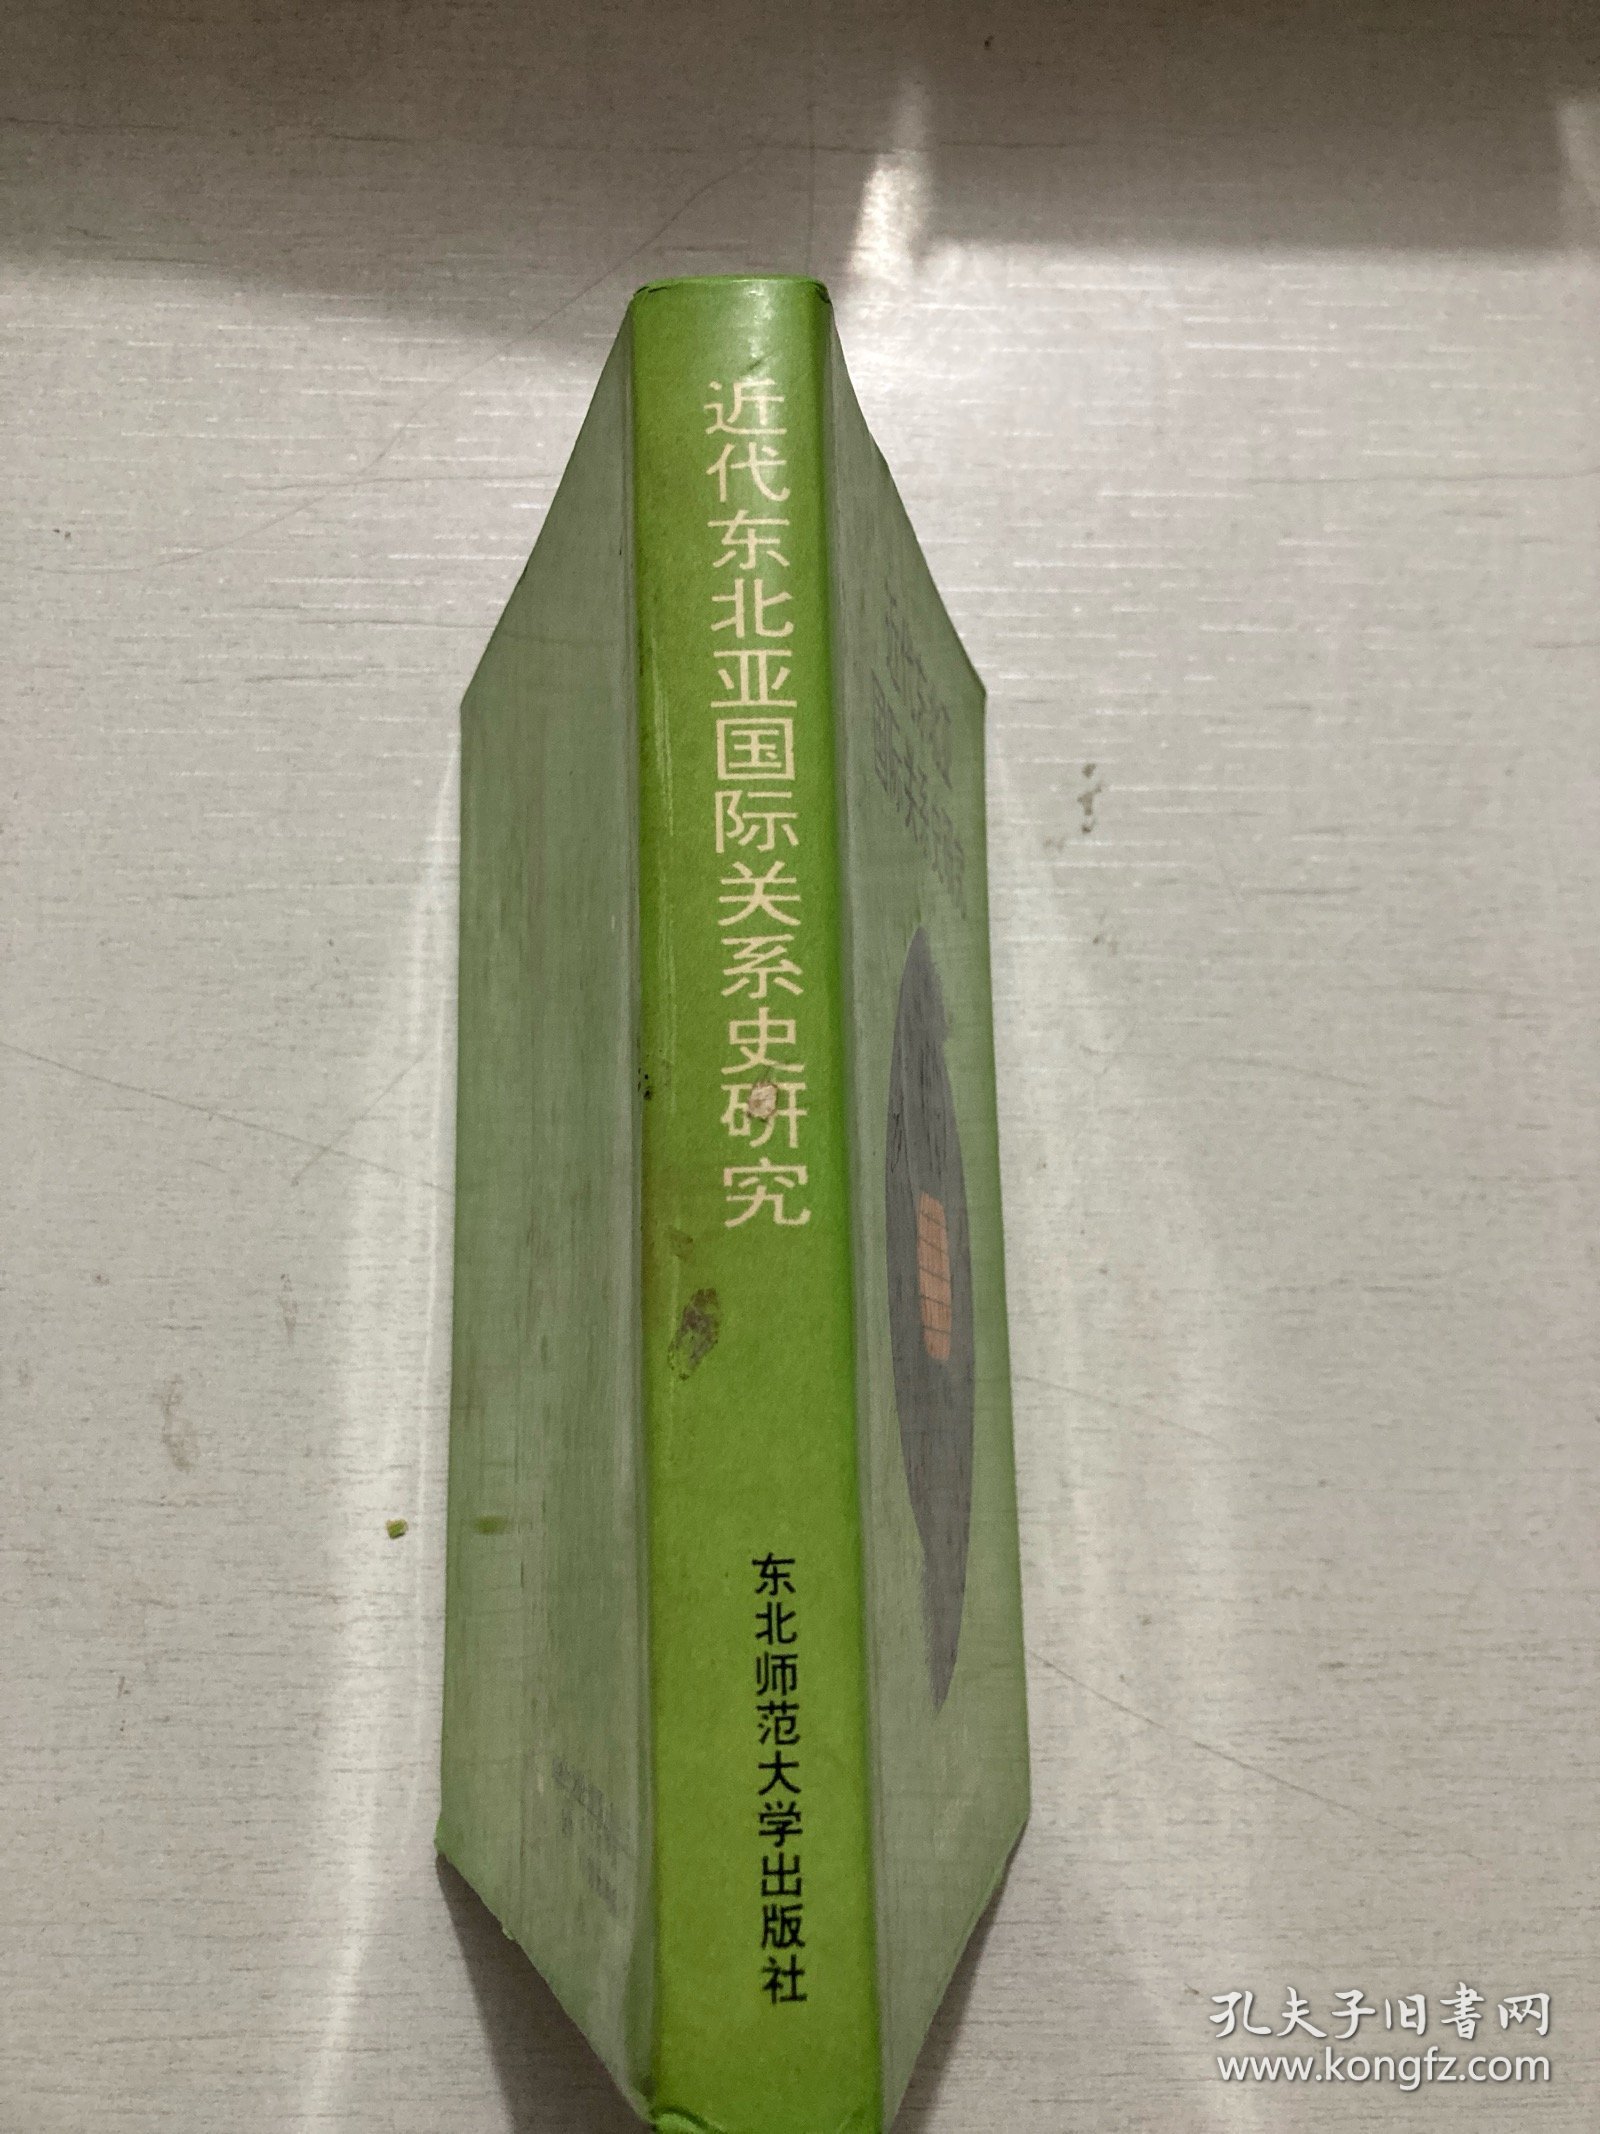 近代东北亚国际关系史研究
东北师范大学出版社
孔夫子旧書网
www.kongfz.com